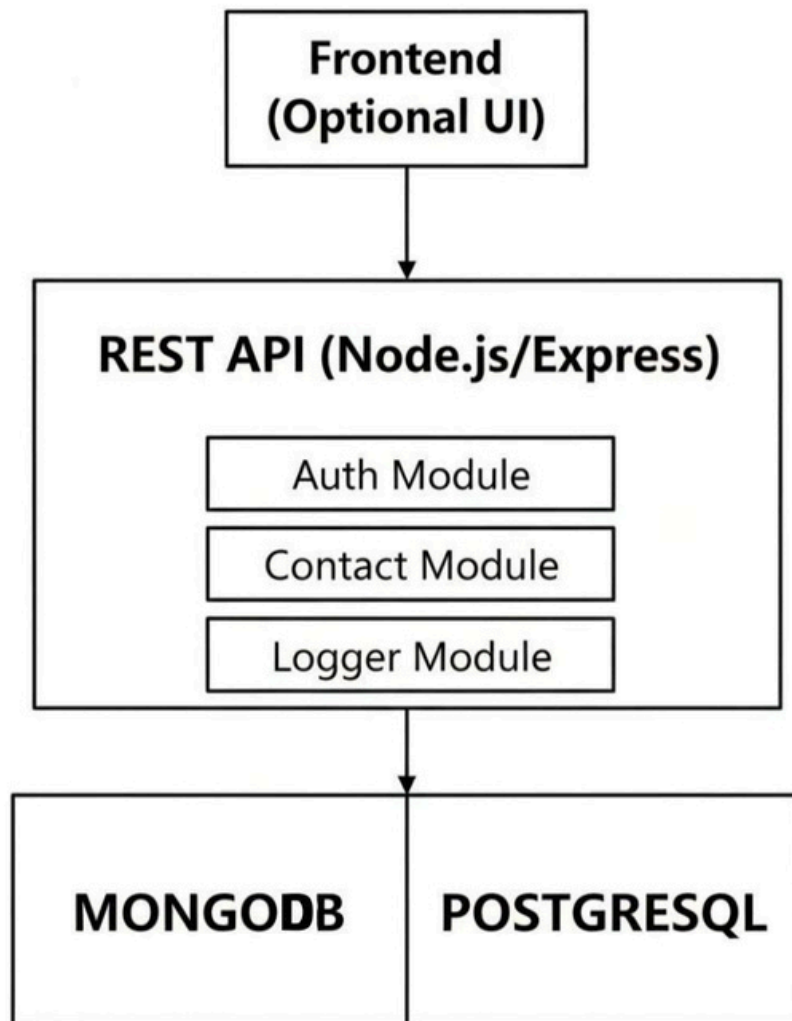 Frontend
(Optional UI)
REST API (Node.js/Express)
Auth Module
Contact Module
Logger Module
MONGODB
POSTGRESQL